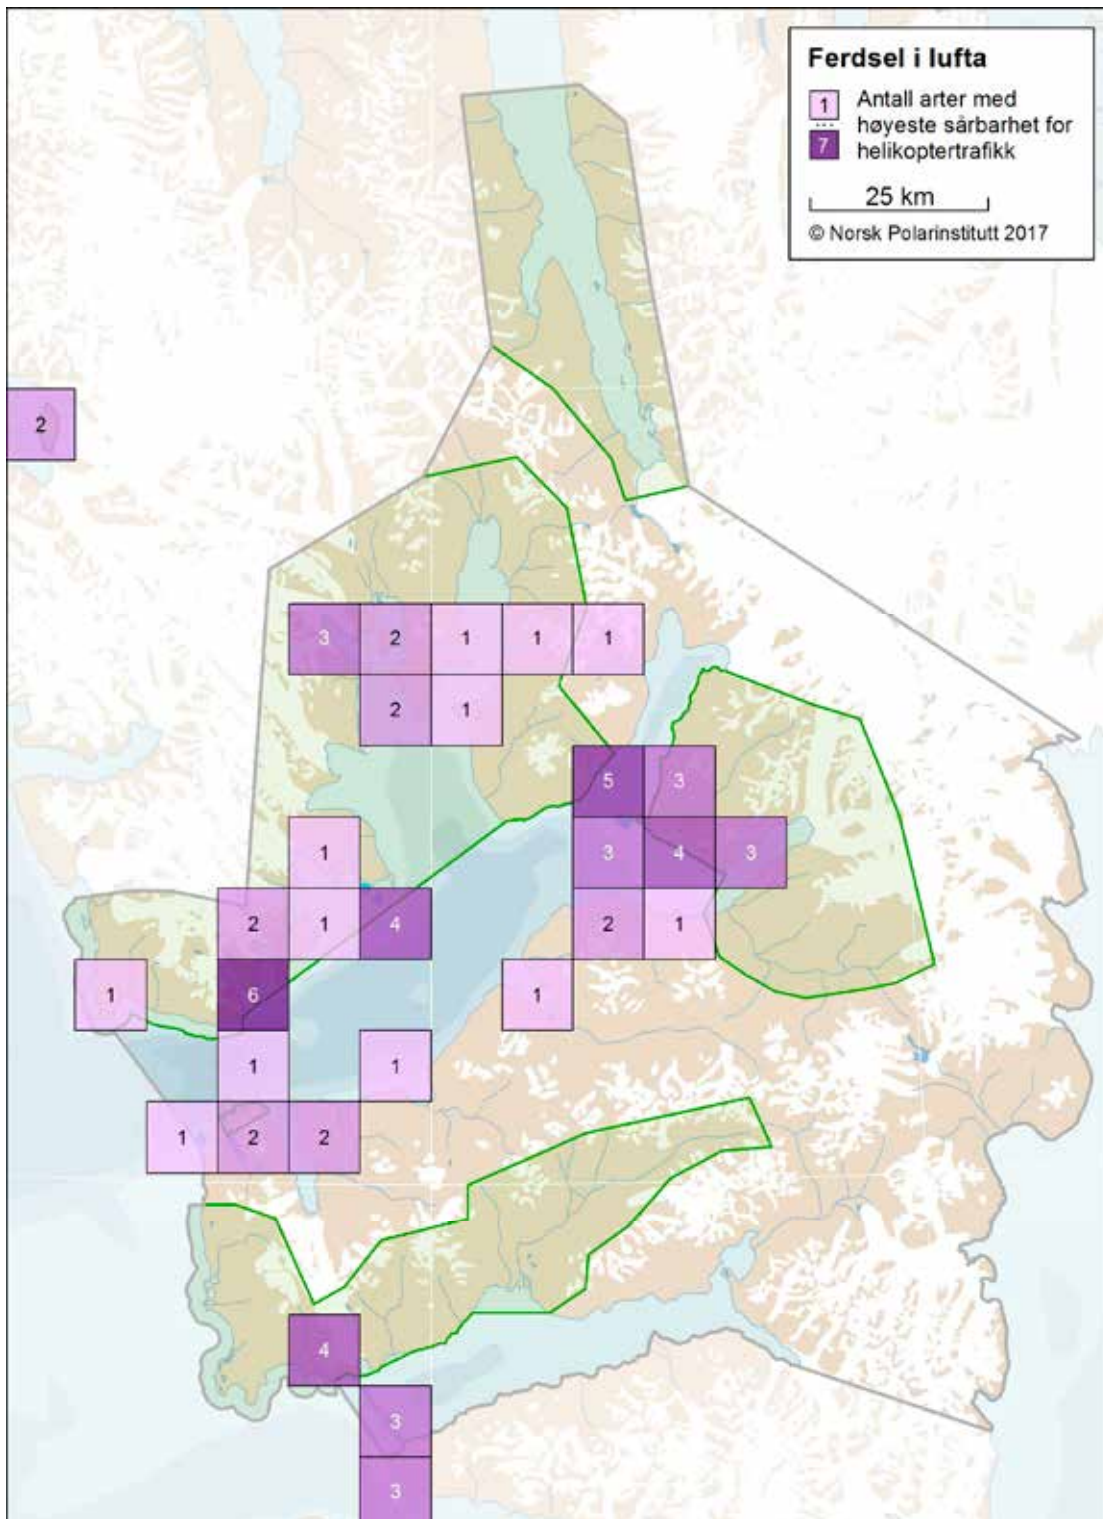 Ferdsel i lufta
1 Antall arter med
høyeste sårbarhet for
7 helikoptertrafikk
25 km
© Norsk Polarinstitutt 2017
2
3 2 1 1 1
2 1
5 3
1 3 4 3
2 1 4 2 1
1 6 1
1 1
1 2 2
4
3
3